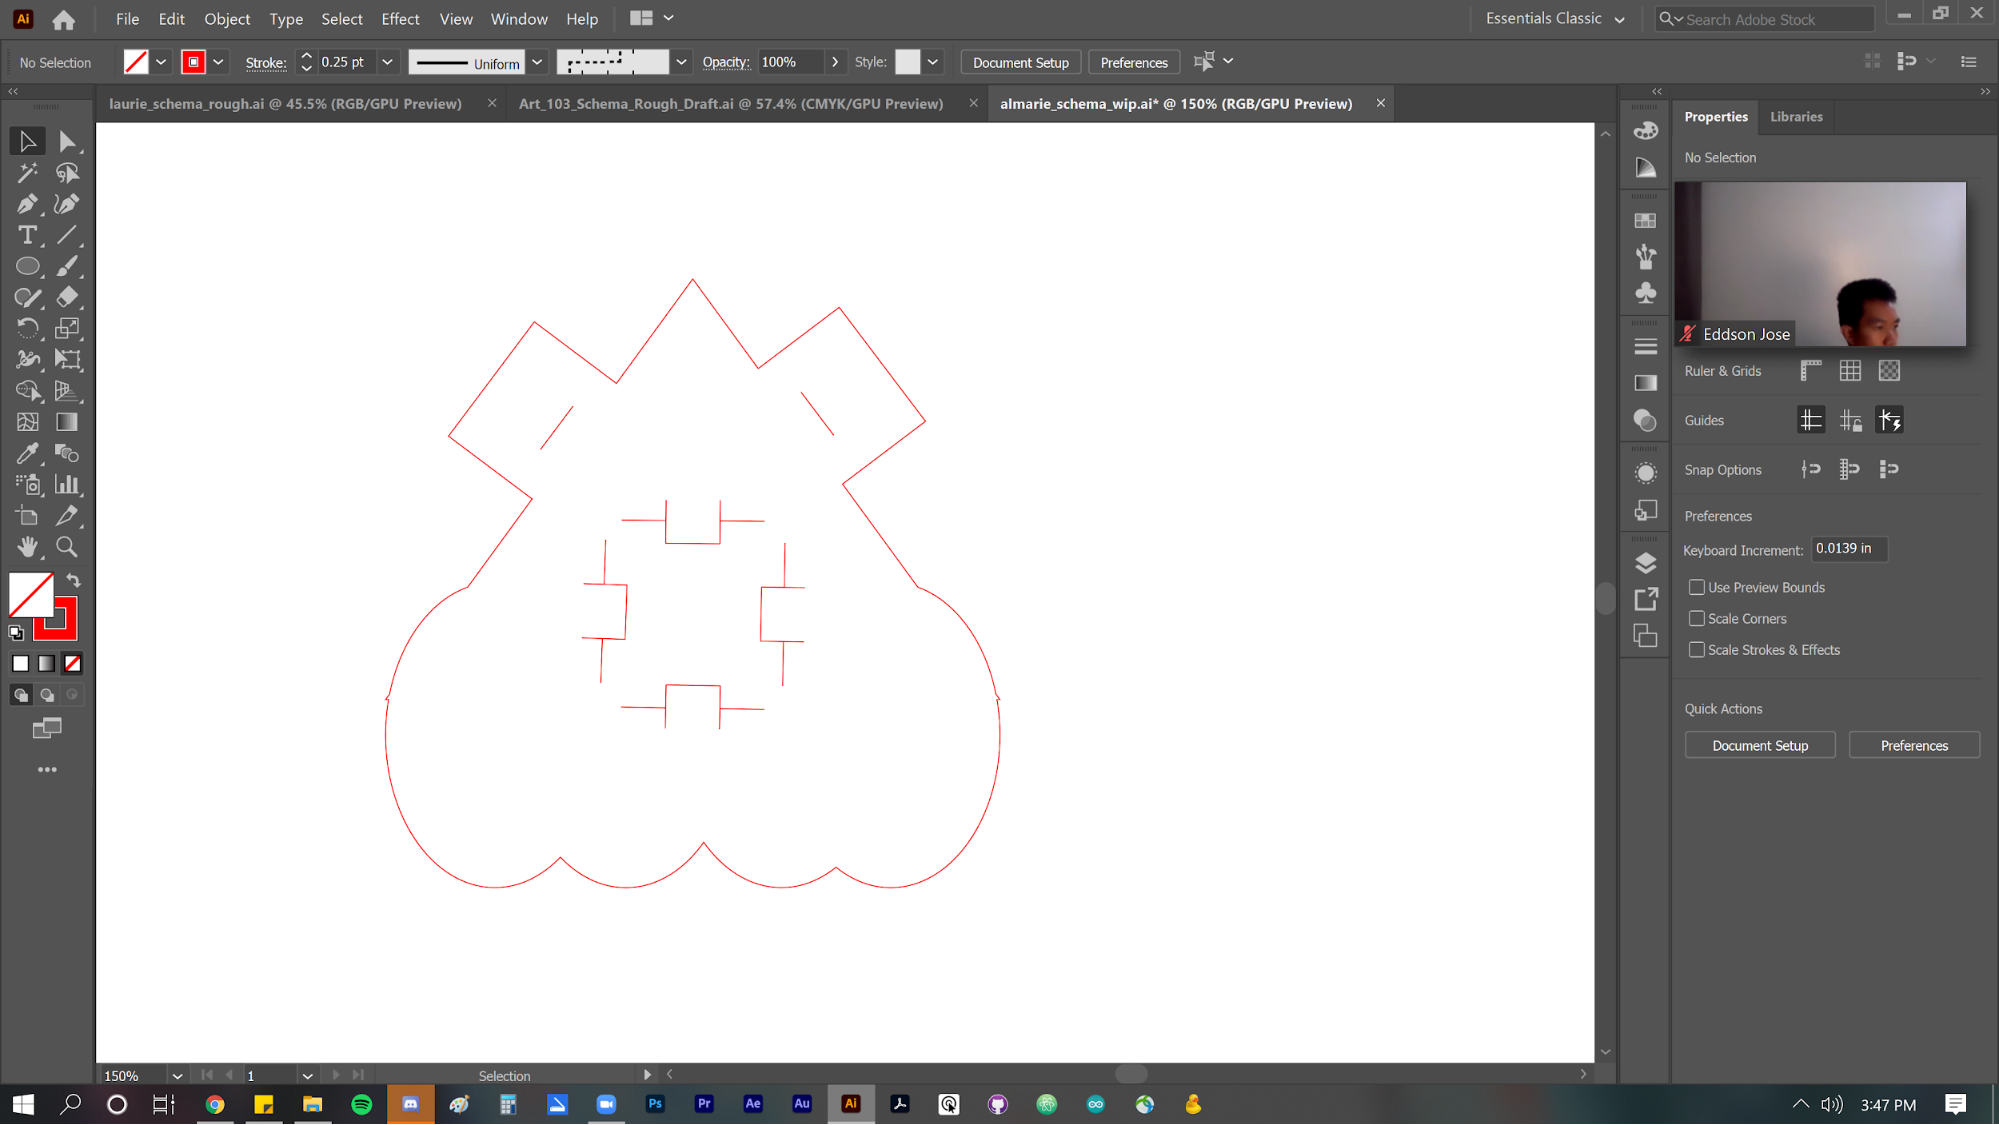 Ai File Edit Object Type Select Effect View Window Help Essentials Classic Search Adobe Stock
No Selection Stroke: 0.25 pt Uniform Opacity: 100% Style: Document Setup Preferences
laurie_schema_rough.ai @ 45.5% (RGB/GPU Preview) Art_103_Schema_Rough_Draft.ai @ 57.4% (CMYK/GPU Preview) almarie_schema_wip.ai* @ 150% (RGB/GPU Preview)
Properties Libraries
No Selection
Eddson Jose
Ruler & Grids
Guides
Snap Options
Preferences
Keyboard Increment: 0.0139 in
Use Preview Bounds
Scale Corners
Scale Strokes & Effects
Quick Actions
Document Setup Preferences
150% 1 Selection
Ps Pr Ae Au Ai 3:47 PM